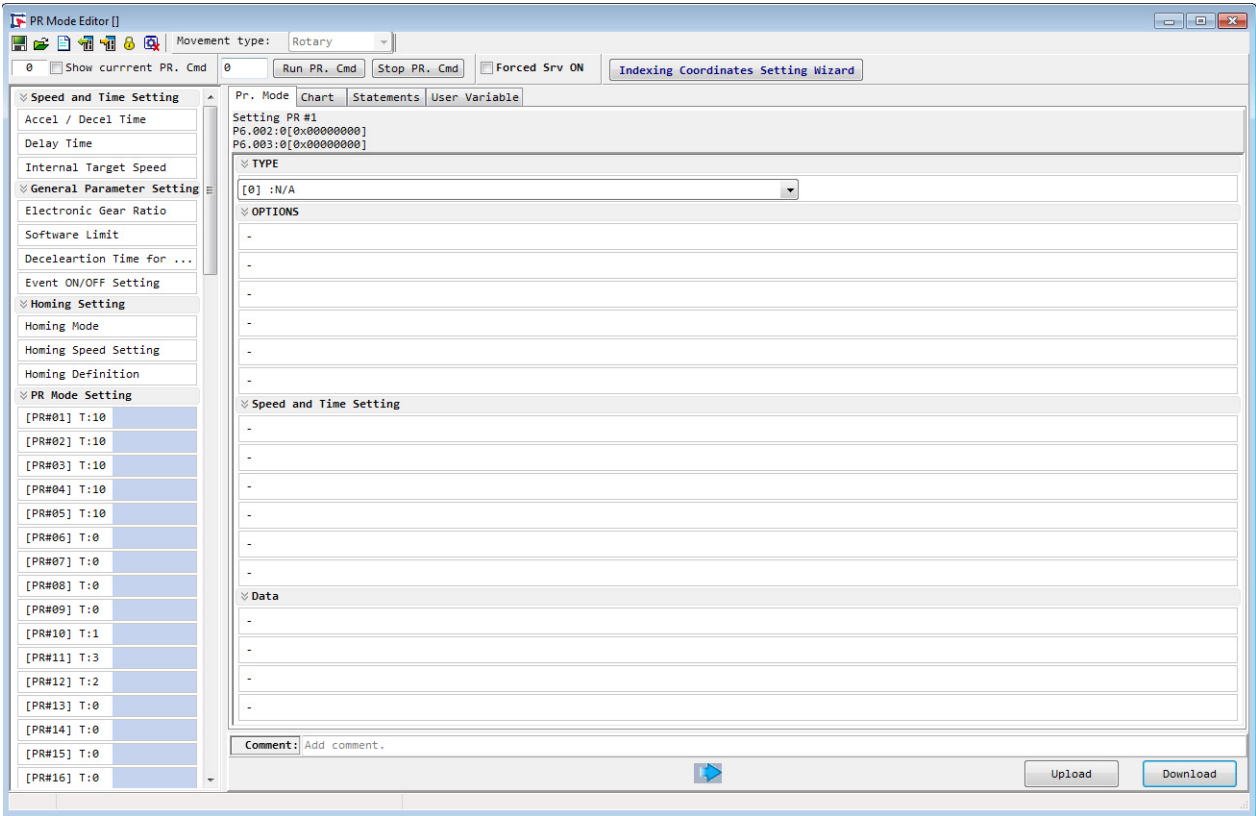 PR Mode Editor []
Movement type: Rotary
0 Show currrent PR. Cmd 0 Run PR. Cmd Stop PR. Cmd Forced Srv ON Indexing Coordinates Setting Wizard
Speed and Time Setting
Accel / Decel Time
Delay Time
Internal Target Speed
General Parameter Setting
Electronic Gear Ratio
Software Limit
Deceleartion Time for ...
Event ON/OFF Setting
Homing Setting
Homing Mode
Homing Speed Setting
Homing Definition
PR Mode Setting
[PR#01] T:10
[PR#02] T:10
[PR#03] T:10
[PR#04] T:10
[PR#05] T:10
[PR#06] T:0
[PR#07] T:0
[PR#08] T:0
[PR#09] T:0
[PR#10] T:1
[PR#11] T:3
[PR#12] T:2
[PR#13] T:0
[PR#14] T:0
[PR#15] T:0
[PR#16] T:0
Pr. Mode Chart Statements User Variable
Setting PR #1
P6.002:0[0x00000000]
P6.003:0[0x00000000]
TYPE
[0] :N/A
OPTIONS
-
-
-
-
-
-
Speed and Time Setting
-
-
-
-
-
-
Data
-
-
-
-
Comment: Add comment.
Upload Download